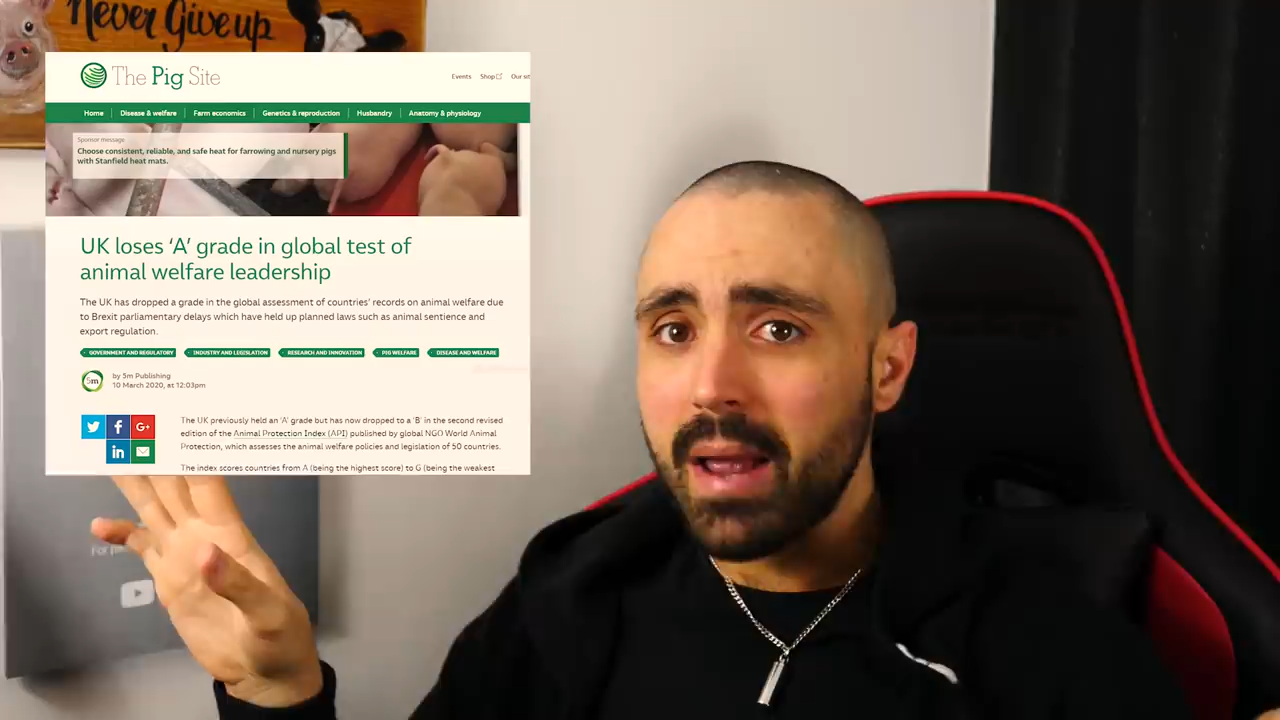 Never Give up
The Pig Site
Events Shop Our sit
Home Disease & welfare Farm economics Genetics & reproduction Husbandry Anatomy & physiology
Sponsor message
Choose consistent, reliable, and safe heat for farrowing and nursery pigs
with Stanfield heat mats.
UK loses ‘A’ grade in global test of
animal welfare leadership
The UK has dropped a grade in the global assessment of countries’ records on animal welfare due
to Brexit parliamentary delays which have held up planned laws such as animal sentience and
export regulation.
GOVERNMENT AND REGULATORY INDUSTRY AND LEGISLATION RESEARCH AND INNOVATION PIG WELFARE DISEASE AND WELFARE
5m
by 5m Publishing
10 March 2020, at 12:03pm
The UK previously held an ‘A’ grade but has now dropped to a ‘B’ in the second revised
edition of the Animal Protection Index (API) published by global NGO World Animal
Protection, which assesses the animal welfare policies and legislation of 50 countries.
The index scores countries from A (being the highest score) to G (being the weakest
G+
in
For